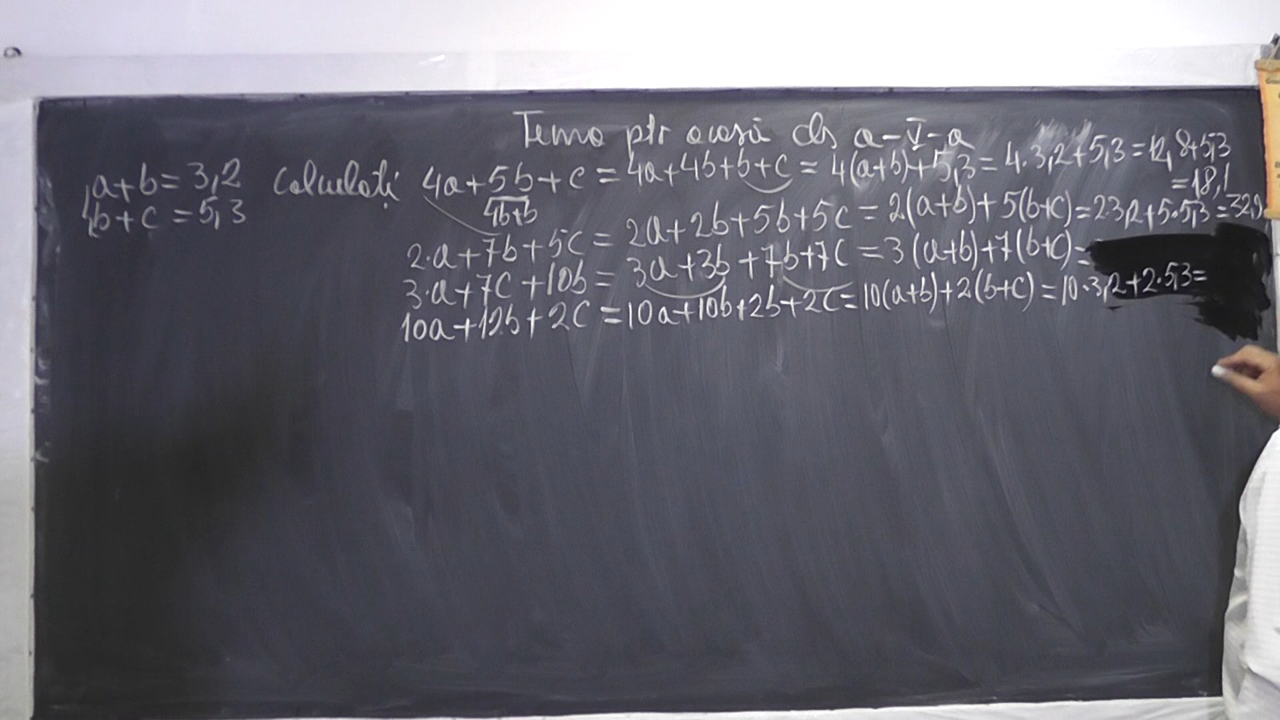 Tema ptr acasă cls a-V-a
a+b=3,2 Calculați 4a+5b+c=4a+4b+b+c=4(a+b)+5,3=4·3,2+5,3=12,8+5,3
=18,1
b+c=5,3
4b+b
2·a+7b+5c=2a+2b+5b+5c=2(a+b)+5(b+c)=23,2+5·5,3=32,9
3·a+7c+10b=3a+3b+7b+7c=3(a+b)+7(b+c)=
10a+12b+2c=10a+10b+2b+2c=10(a+b)+2(b+c)=10·3,2+2·5,3=